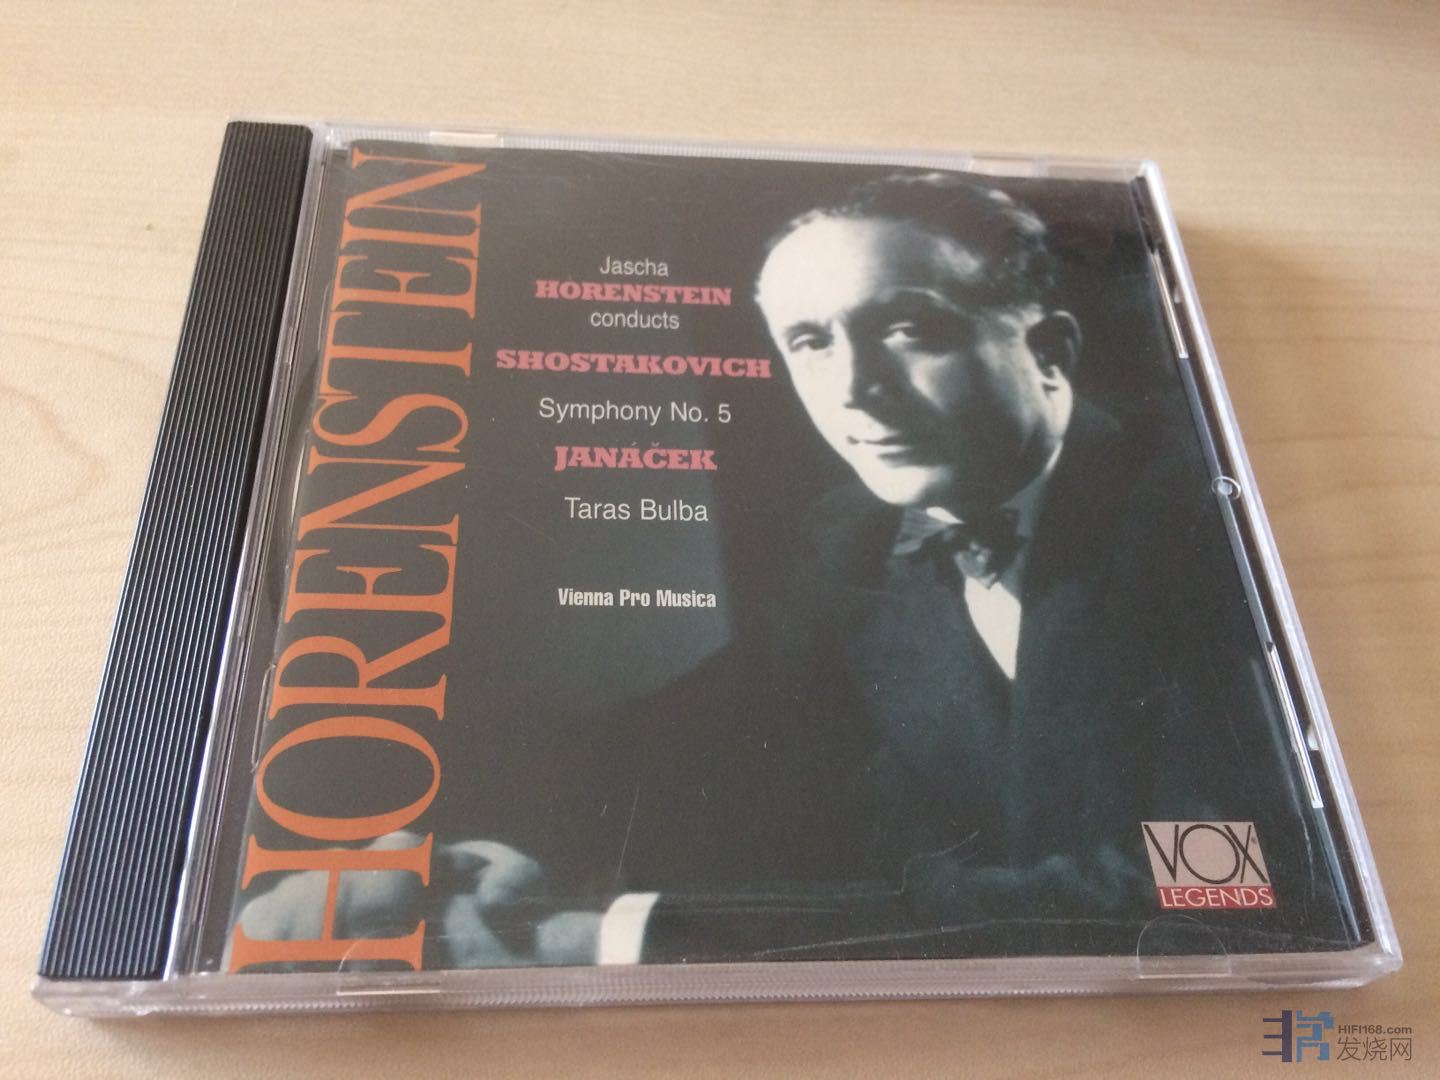 HORENSTEIN
Jascha
HORENSTEIN
conducts
SHOSTAKOVICH
Symphony No. 5
JANÁČEK
Taras Bulba
Vienna Pro Musica
VOX
LEGENDS
HIFI168.com
发烧网